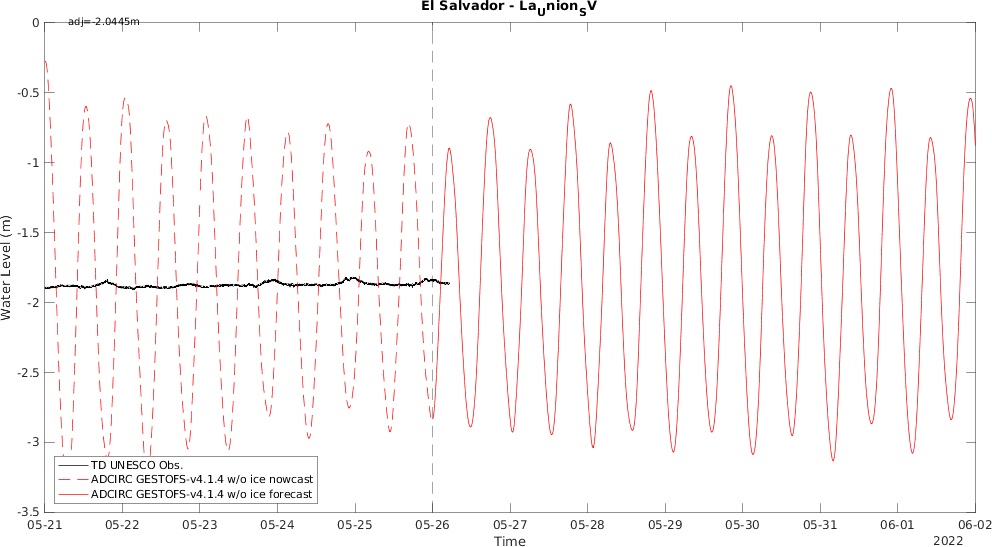 El Salvador - LaUnionSV
adj=-2.0445m
0
-0.5
-1
-1.5
-2
-2.5
-3
-3.5
Water Level (m)
TD UNESCO Obs.
ADCIRC GESTOFS-v4.1.4 w/o ice nowcast
ADCIRC GESTOFS-v4.1.4 w/o ice forecast
05-21 05-22 05-23 05-24 05-25 05-26 05-27 05-28 05-29 05-30 05-31 06-01 06-02
Time
2022